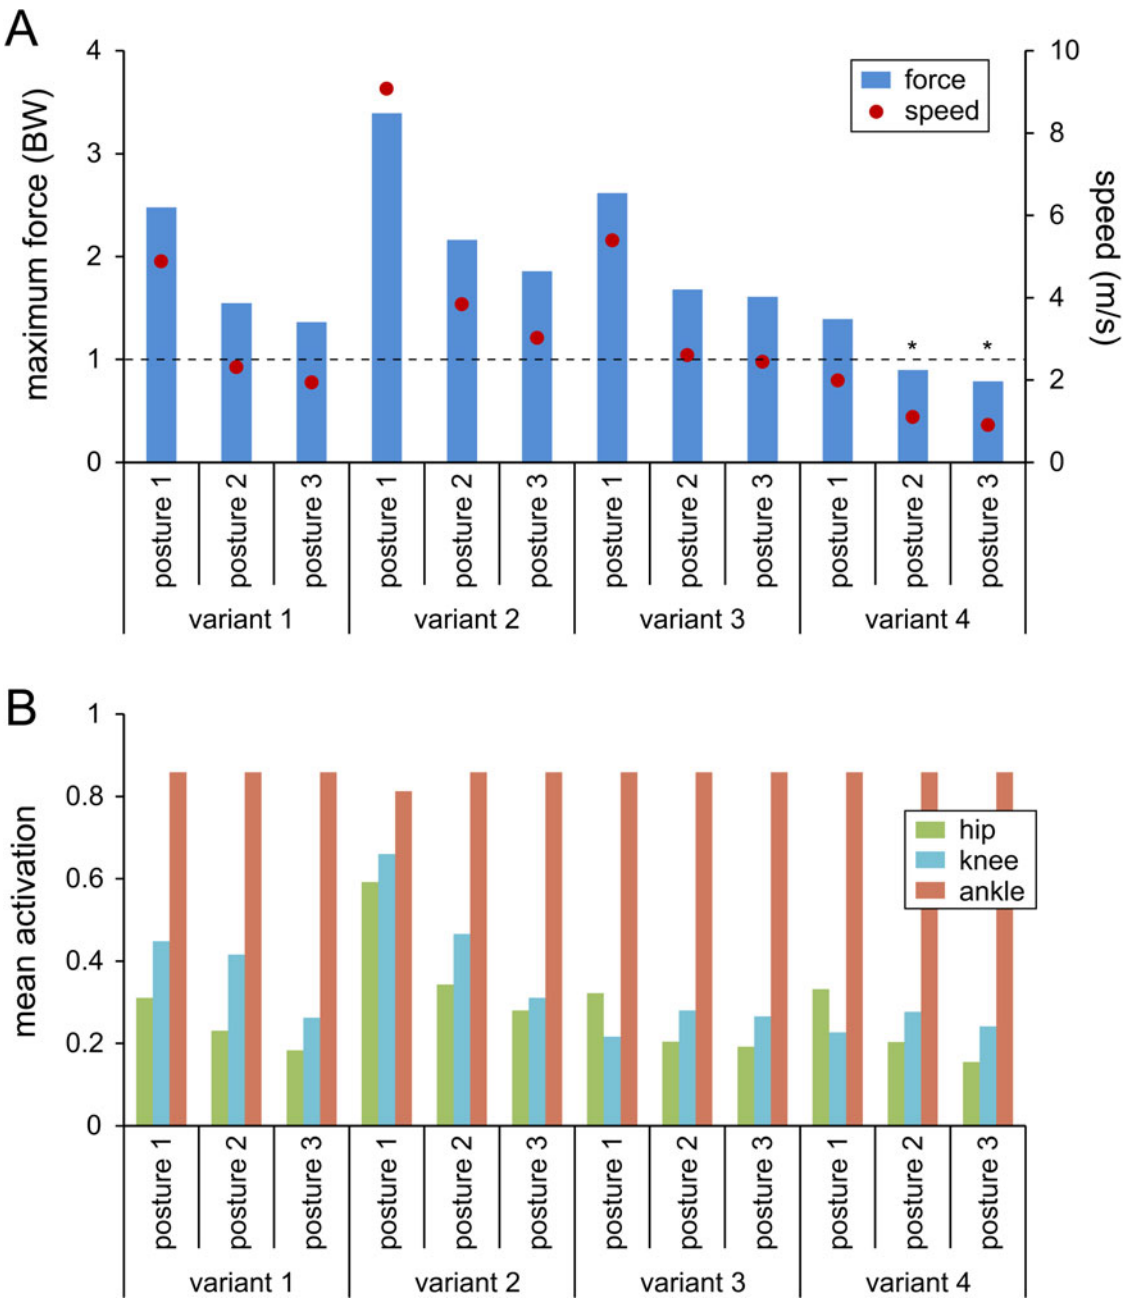 A
maximum force (BW)
4
3
2
1
0
force
speed
* *
10
8
6
4
2
0
speed (m/s)
posture 1 posture 2 posture 3 posture 1 posture 2 posture 3 posture 1 posture 2 posture 3 posture 1 posture 2 posture 3
variant 1 variant 2 variant 3 variant 4
B
mean activation
1
0.8
0.6
0.4
0.2
0
hip
knee
ankle
posture 1 posture 2 posture 3 posture 1 posture 2 posture 3 posture 1 posture 2 posture 3 posture 1 posture 2 posture 3
variant 1 variant 2 variant 3 variant 4